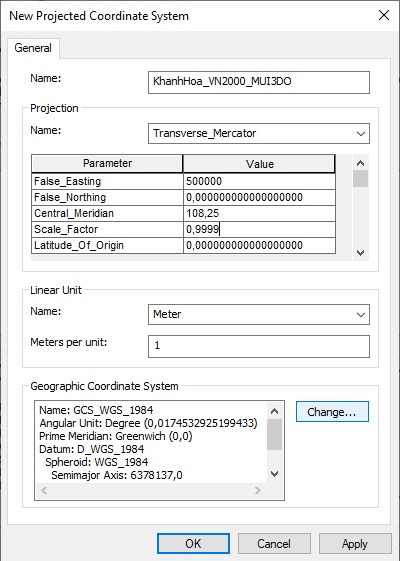 New Projected Coordinate System
General
Name:
KhanhHoa_VN2000_MUI3DO
Projection
Name:
Transverse_Mercator
Parameter Value
False_Easting 500000
False_Northing 0,000000000000000000
Central_Meridian 108,25
Scale_Factor 0,9999
Latitude_Of_Origin 0,000000000000000000
Linear Unit
Name:
Meter
Meters per unit:
1
Geographic Coordinate System
Name: GCS_WGS_1984
Angular Unit: Degree (0,0174532925199433)
Prime Meridian: Greenwich (0,0)
Datum: D_WGS_1984
Spheroid: WGS_1984
Semimajor Axis: 6378137,0
Change...
OK Cancel Apply